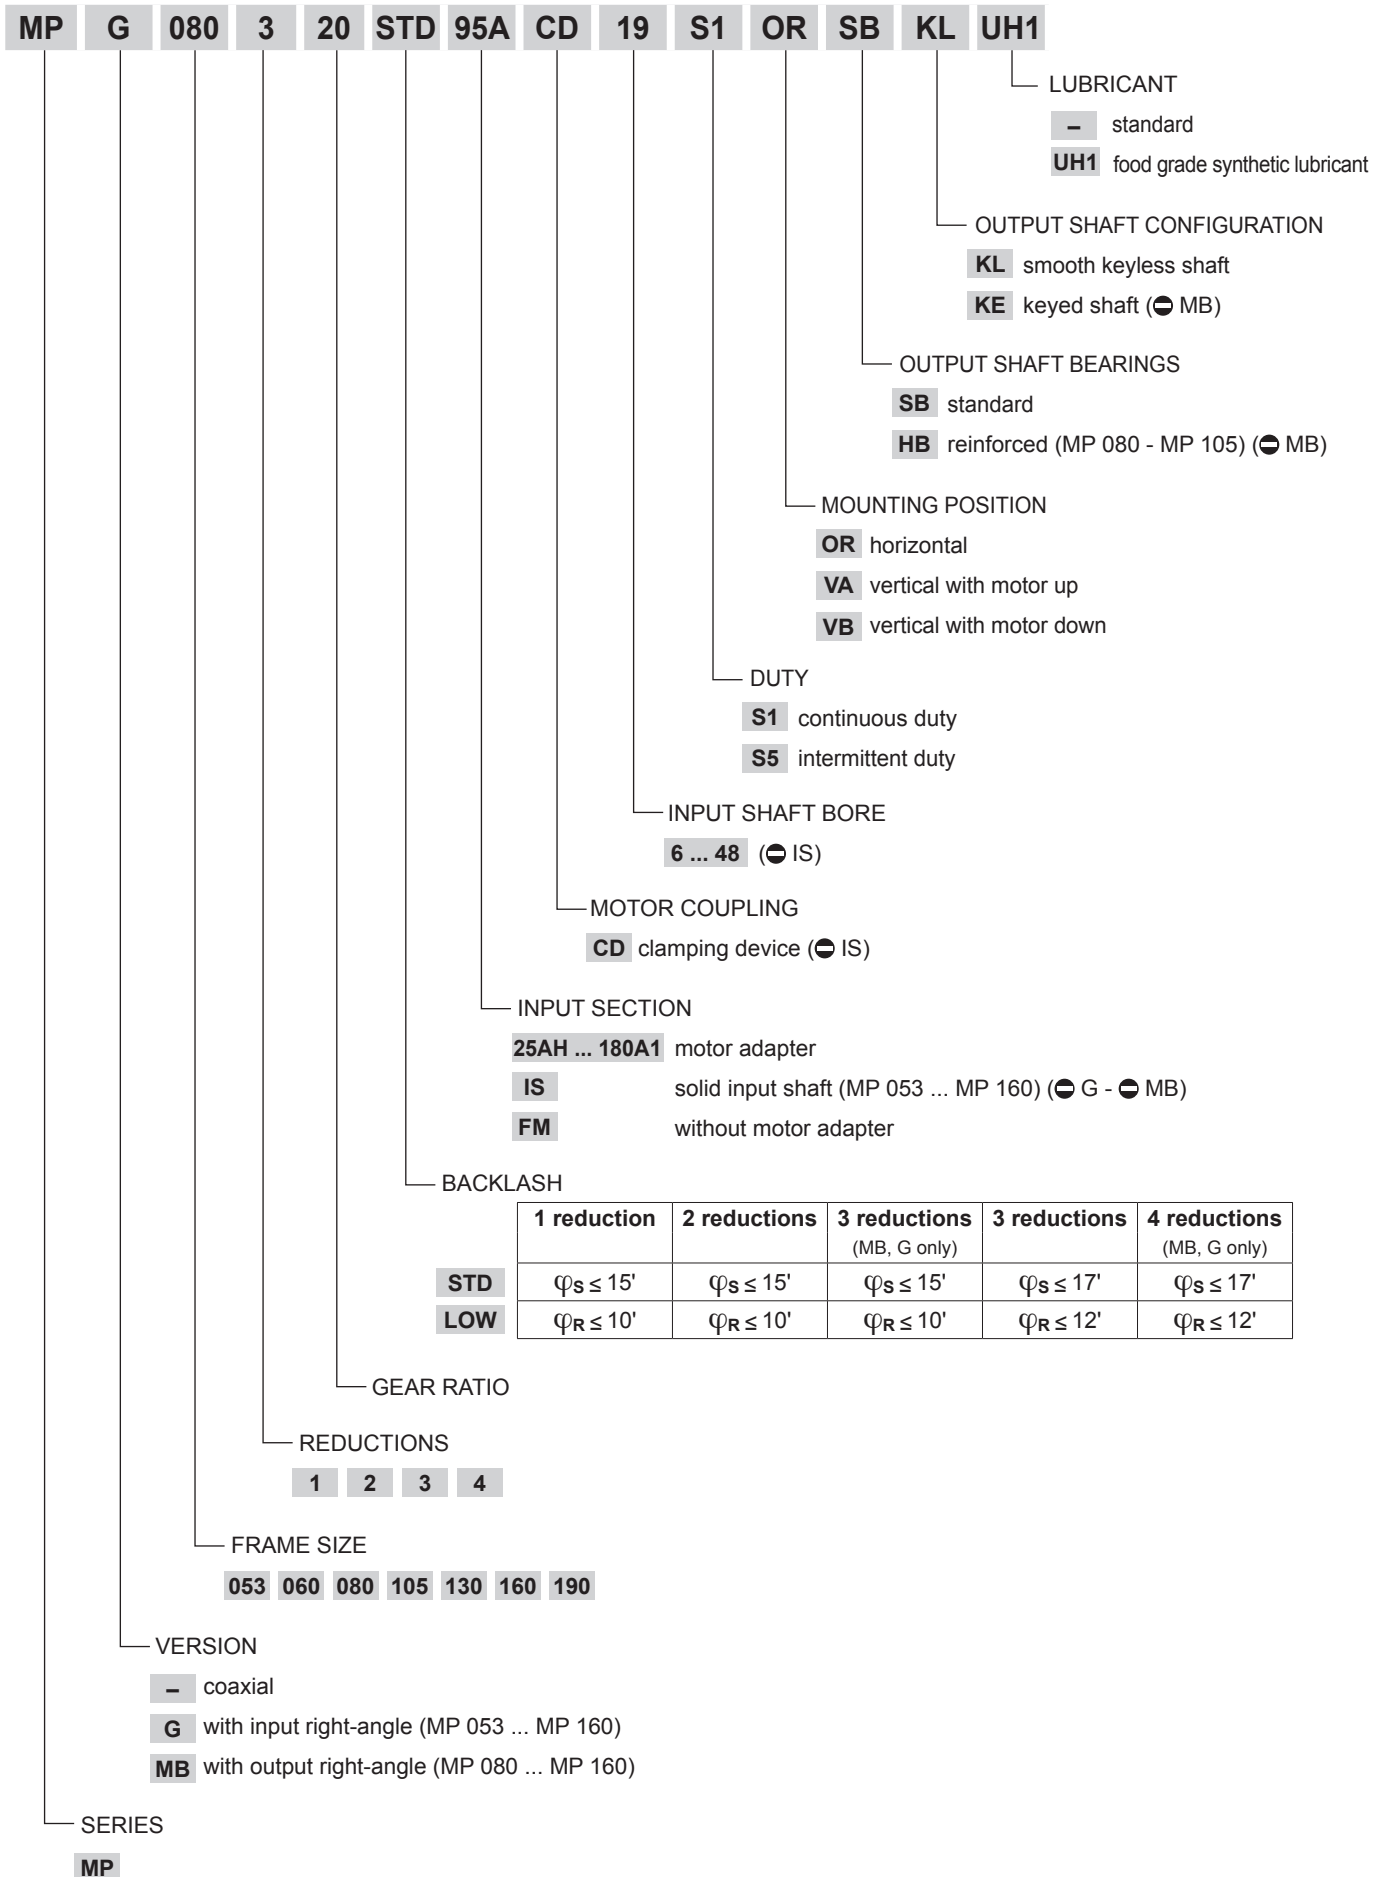 MP G 080 3 20 STD 95A CD 19 S1 OR SB KL UH1
LUBRICANT
– standard
UH1 food grade synthetic lubricant
OUTPUT SHAFT CONFIGURATION
KL smooth keyless shaft
KE keyed shaft (⛔ MB)
OUTPUT SHAFT BEARINGS
SB standard
HB reinforced (MP 080 - MP 105) (⛔ MB)
MOUNTING POSITION
OR horizontal
VA vertical with motor up
VB vertical with motor down
DUTY
S1 continuous duty
S5 intermittent duty
INPUT SHAFT BORE
6 ... 48 (⛔ IS)
MOTOR COUPLING
CD clamping device (⛔ IS)
INPUT SECTION
25AH ... 180A1 motor adapter
IS solid input shaft (MP 053 ... MP 160) (⛔ G - ⛔ MB)
FM without motor adapter
BACKLASH
1 reduction 2 reductions 3 reductions 3 reductions 4 reductions
(MB, G only) (MB, G only)
STD φS ≤ 15' φS ≤ 15' φS ≤ 15' φS ≤ 17' φS ≤ 17'
LOW φR ≤ 10' φR ≤ 10' φR ≤ 10' φR ≤ 12' φR ≤ 12'
GEAR RATIO
REDUCTIONS
1 2 3 4
FRAME SIZE
053 060 080 105 130 160 190
VERSION
– coaxial
G with input right-angle (MP 053 ... MP 160)
MB with output right-angle (MP 080 ... MP 160)
SERIES
MP